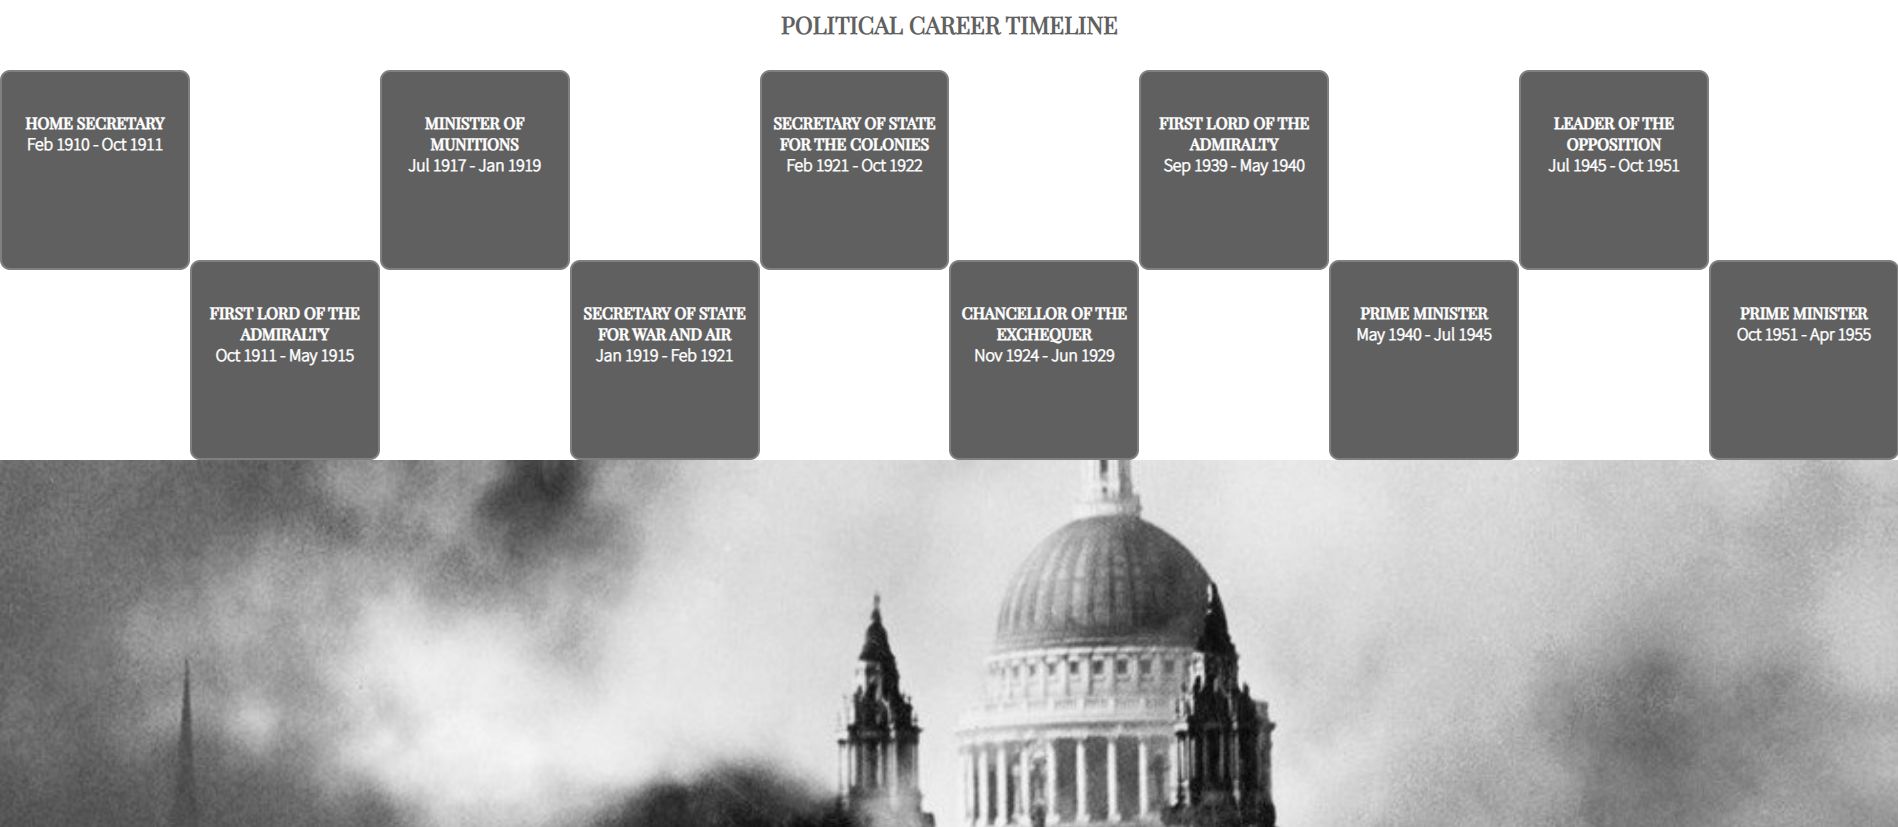 POLITICAL CAREER TIMELINE
HOME SECRETARY
Feb 1910 - Oct 1911
FIRST LORD OF THE
ADMIRALTY
Oct 1911 - May 1915
MINISTER OF
MUNITIONS
Jul 1917 - Jan 1919
SECRETARY OF STATE
FOR WAR AND AIR
Jan 1919 - Feb 1921
SECRETARY OF STATE
FOR THE COLONIES
Feb 1921 - Oct 1922
CHANCELLOR OF THE
EXCHEQUER
Nov 1924 - Jun 1929
FIRST LORD OF THE
ADMIRALTY
Sep 1939 - May 1940
PRIME MINISTER
May 1940 - Jul 1945
LEADER OF THE
OPPOSITION
Jul 1945 - Oct 1951
PRIME MINISTER
Oct 1951 - Apr 1955